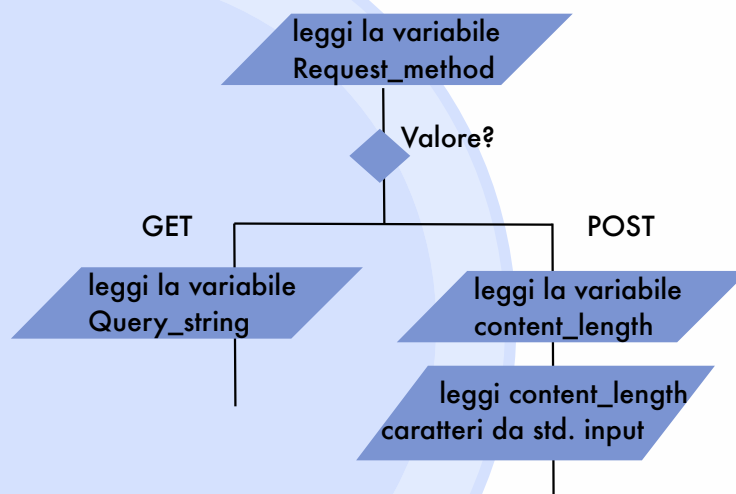 leggi la variabile
Request_method
Valore?
GET
POST
leggi la variabile
Query_string
leggi la variabile
content_length
leggi content_length
caratteri da std. input